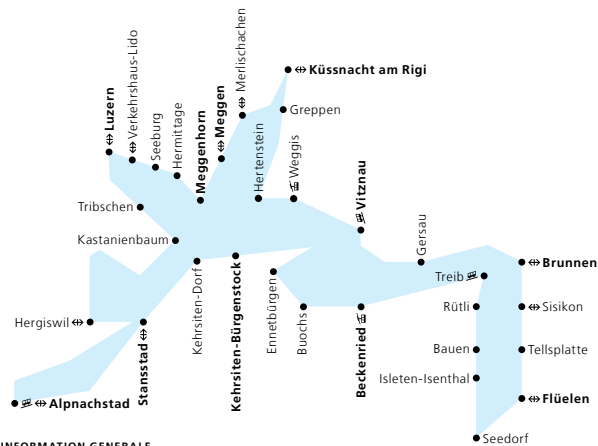 Luzern
Verkehrshaus-Lido
Seeburg
Hermitage
Meggenhorn
Meggen
Merlischachen
Küssnacht am Rigi
Greppen
Hertenstein
Weggis
Vitznau
Tribschen
Kastanienbaum
Gersau
Brunnen
Treib
Kehrsiten-Dorf
Kehrsiten-Bürgenstock
Ennetbürgen
Buochs
Beckenried
Rütli
Sisikon
Hergiswil
Stansstad
Bauen
Tellsplatte
Isleten-Isenthal
Alpnachstad
Flüelen
Seedorf
INFORMATION GENERALE